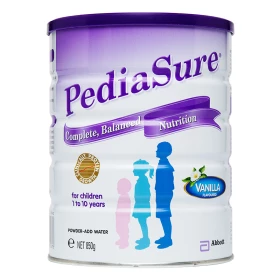 PediaSure®
Complete, Balanced Nutrition
for children
1 to 10 years
VANILLA
POWDER-ADD WATER
e NET 850g
Abbott